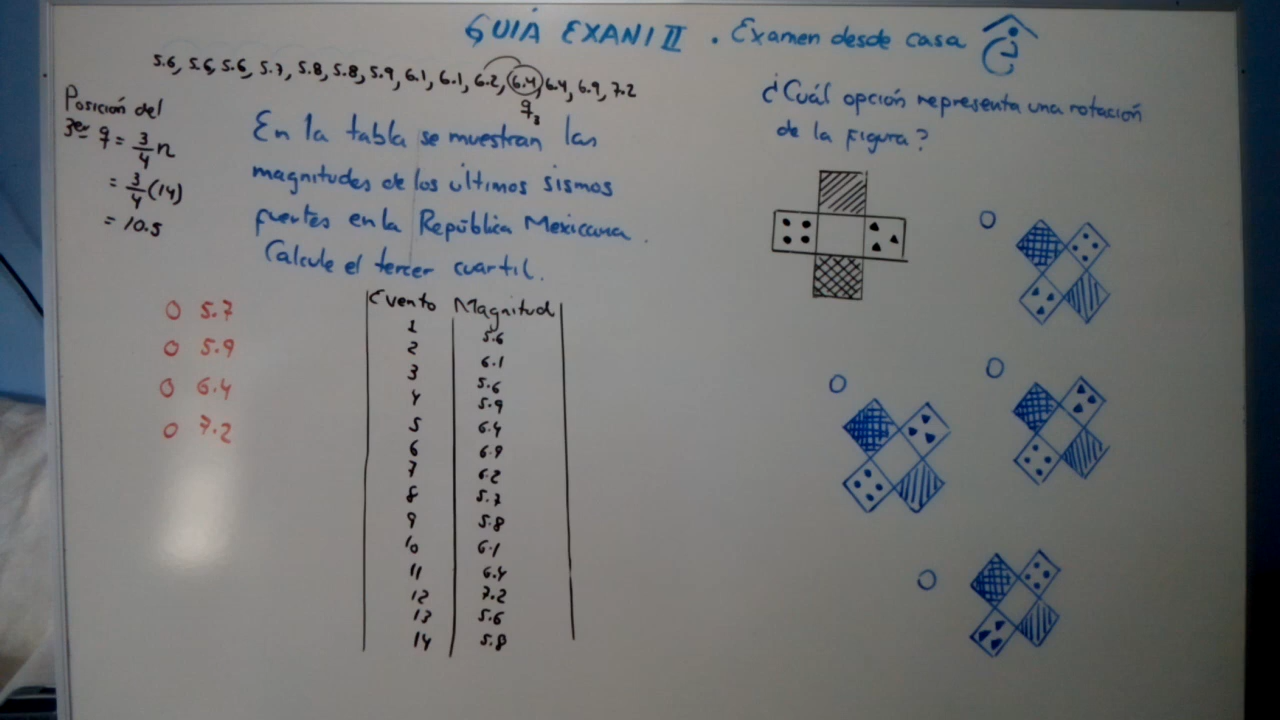 GUÍA EXANI II . Examen desde casa
5.6, 5.6, 5.6, 5.7, 5.8, 5.8, 5.9, 6.1, 6.1, 6.2, 6.4, 6.4, 6.9, 7.2
q3
Posición del
3er q = 3/4 n
= 3/4 (14)
= 10.5
En la tabla se muestran las
magnitudes de los últimos sismos
fuertes en la República Mexicana.
Calcule el tercer cuartil.
5.7
5.9
6.4
7.2
Evento Magnitud
1 5.6
2 6.1
3 5.6
4 5.9
5 6.4
6 6.9
7 6.2
8 5.7
9 5.8
10 6.1
11 6.4
12 7.2
13 5.6
14 5.8
¿Cuál opción representa una rotación
de la figura?